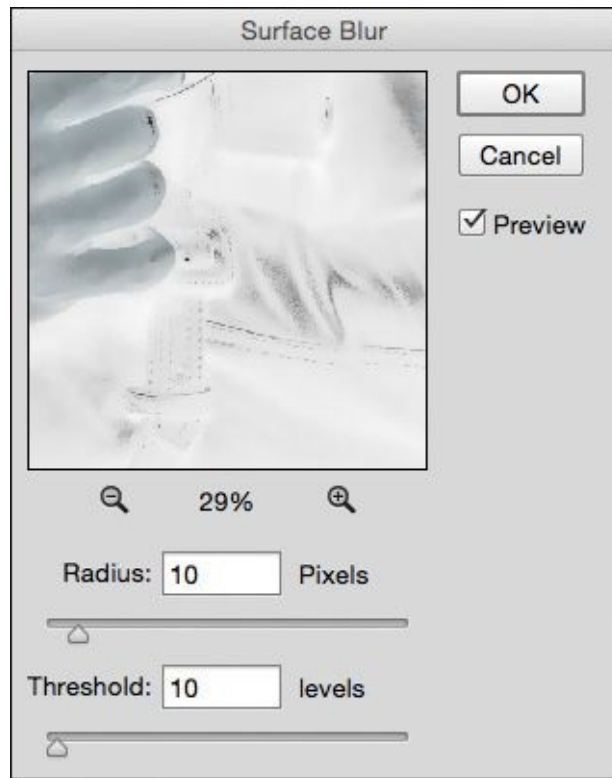 Surface Blur
OK
Cancel
Preview
29%
Radius: 10 Pixels
Threshold: 10 levels